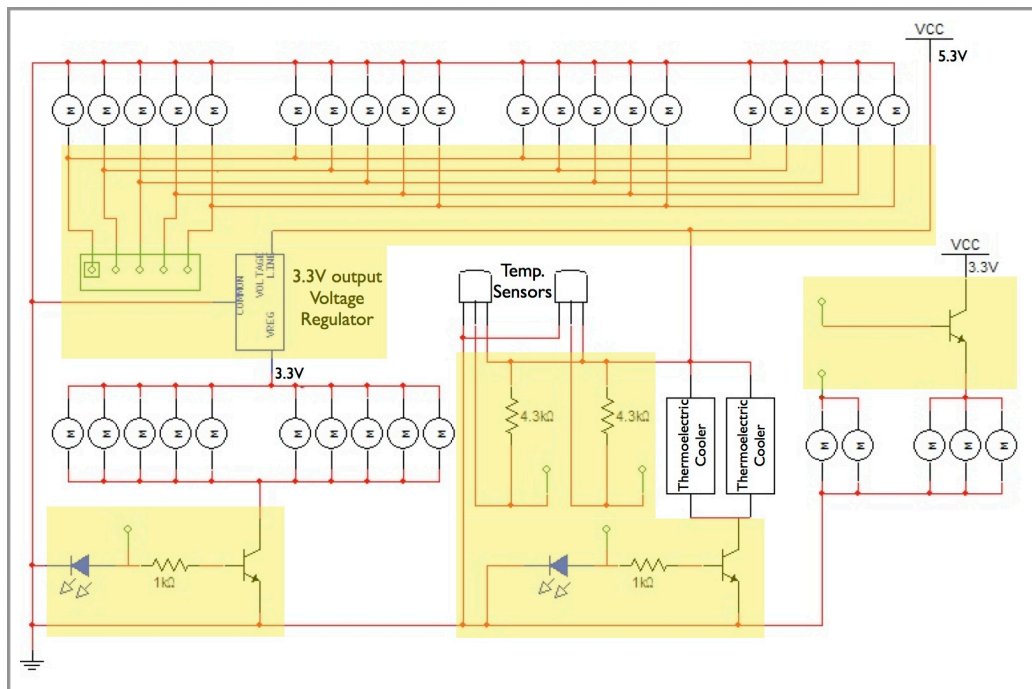 VCC
5.3V
M M M M M M M M M M M M M M M M M M M M
COMMON
VOLTAGE
LINE
VREG
3.3V output
Voltage
Regulator
Temp.
Sensors
VCC
3.3V
3.3V
4.3kΩ
4.3kΩ
Thermoelectric
Cooler
Thermoelectric
Cooler
M M M M M M M M M M
M M M M M
1kΩ
1kΩ